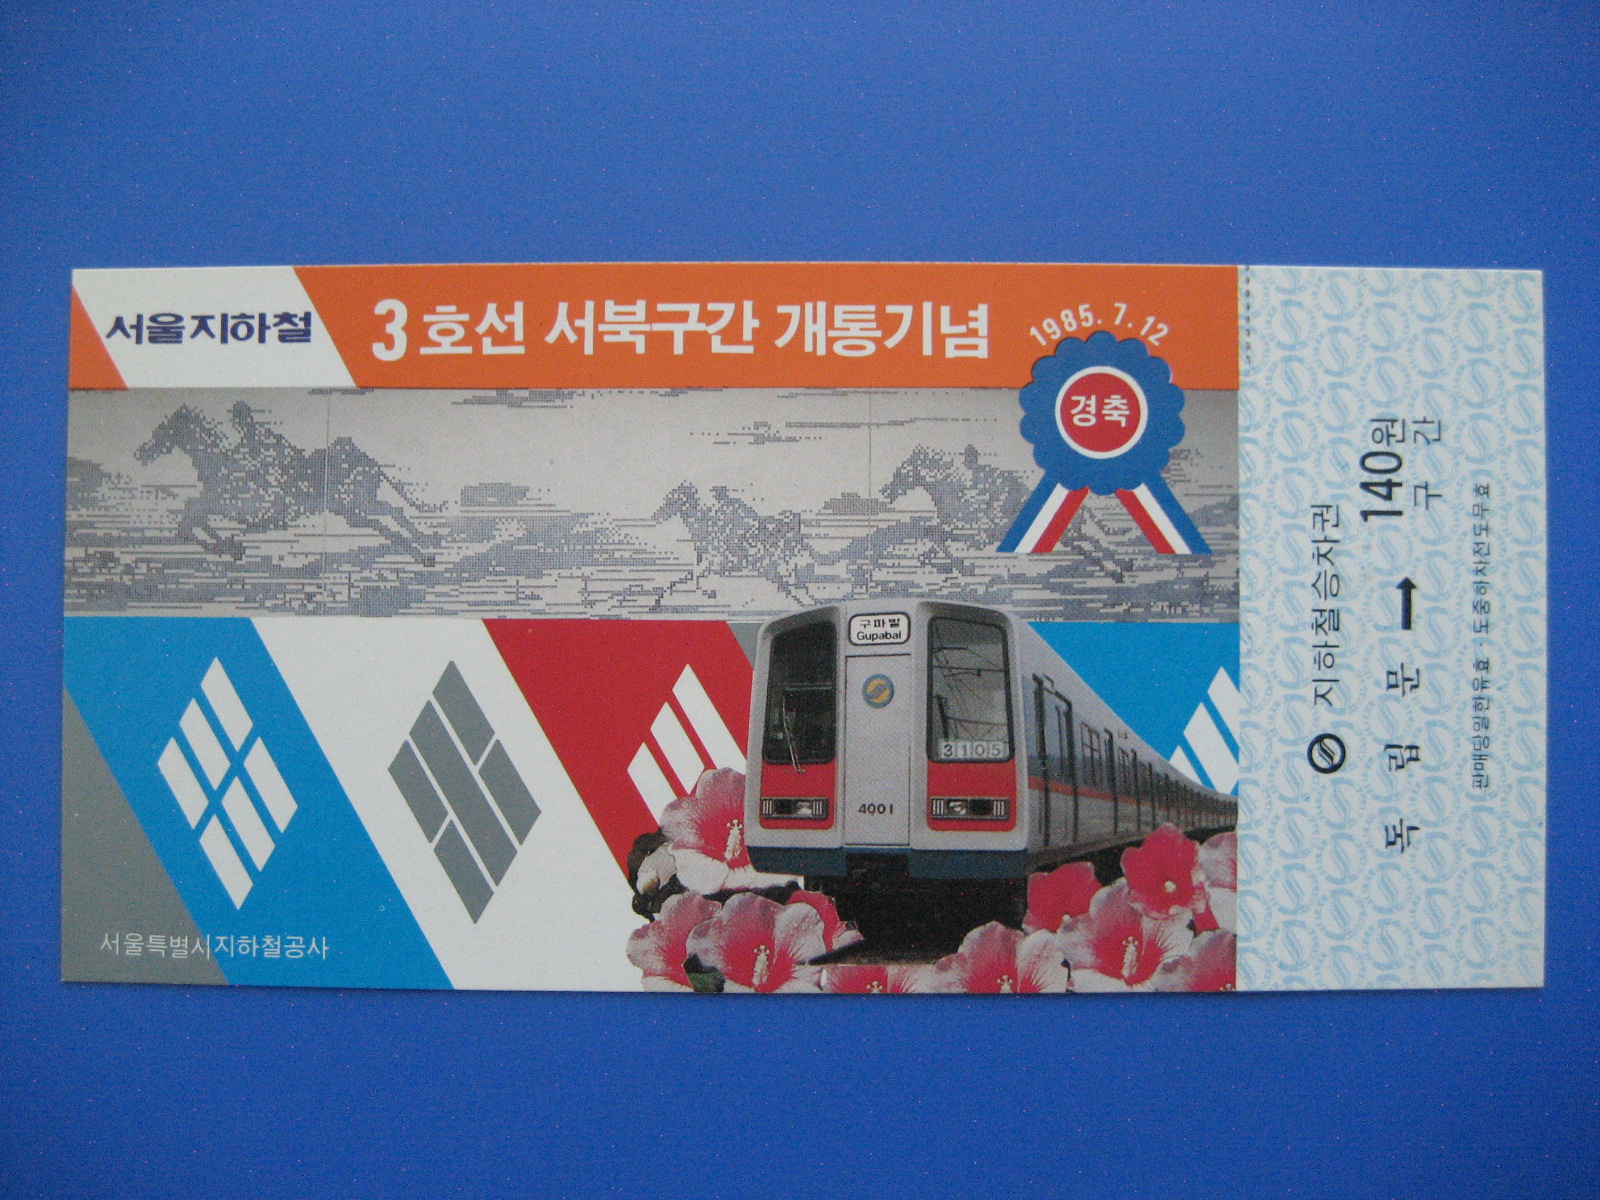 서울지하철
3호선 서북구간 개통기념
1985.7.12
경축
구파발
Gupabal
3105
4001
서울특별시지하철공사
지하철승차권
독립문 → 140원
구간
판매당일한유효·도중하차전도무효